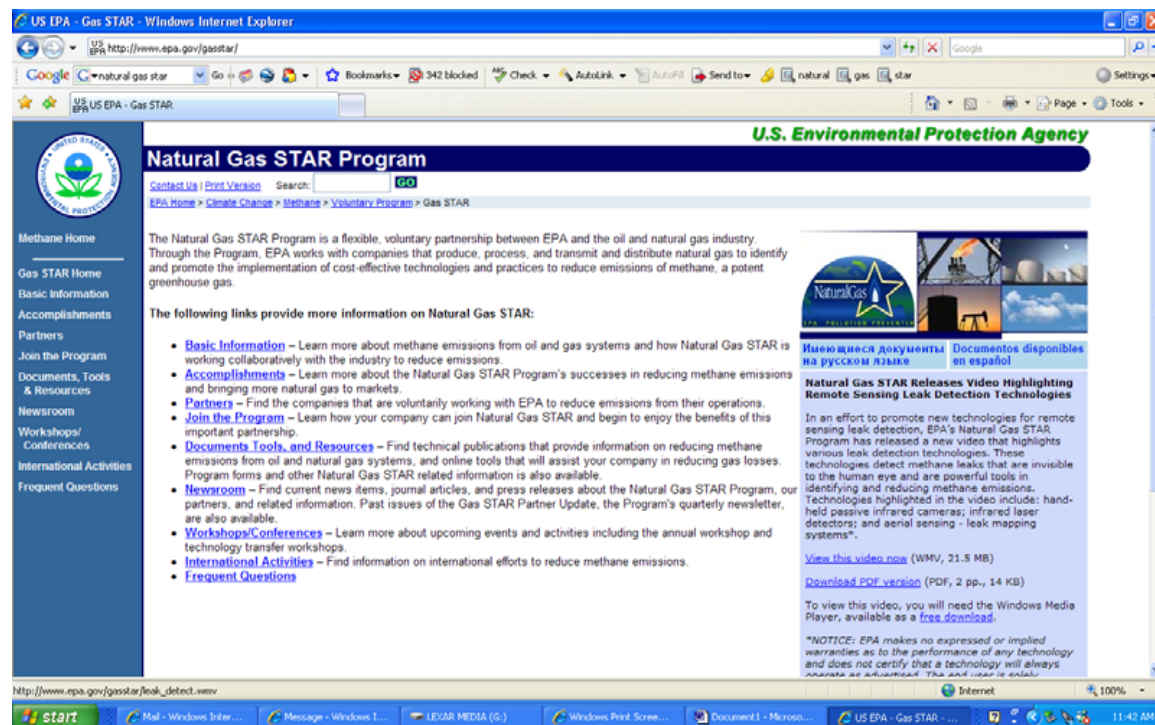 US EPA - Gas STAR - Windows Internet Explorer
US EPA http://www.epa.gov/gasstar/
Google
Google natural gas star Go Bookmarks 342 blocked Check AutoLink AutoFill Send to natural gas star Settings
US EPA US EPA - Gas STAR Page Tools
U.S. Environmental Protection Agency
Natural Gas STAR Program
Contact Us | Print Version Search: GO
EPA Home > Climate Change > Methane > Voluntary Program > Gas STAR
Methane Home
Gas STAR Home
Basic Information
Accomplishments
Partners
Join the Program
Documents, Tools
& Resources
Newsroom
Workshops/
Conferences
International Activities
Frequent Questions
The Natural Gas STAR Program is a flexible, voluntary partnership between EPA and the oil and natural gas industry.
Through the Program, EPA works with companies that produce, process, and transmit and distribute natural gas to identify
and promote the implementation of cost-effective technologies and practices to reduce emissions of methane, a potent
greenhouse gas.
The following links provide more information on Natural Gas STAR:
• Basic Information – Learn more about methane emissions from oil and gas systems and how Natural Gas STAR is
working collaboratively with the industry to reduce emissions.
• Accomplishments – Learn more about the Natural Gas STAR Program's successes in reducing methane emissions
and bringing more natural gas to markets.
• Partners – Find the companies that are voluntarily working with EPA to reduce emissions from their operations.
• Join the Program – Learn how your company can join Natural Gas STAR and begin to enjoy the benefits of this
important partnership.
• Documents Tools, and Resources – Find technical publications that provide information on reducing methane
emissions from oil and natural gas systems, and online tools that will assist your company in reducing gas losses.
Program forms and other Natural Gas STAR related information is also available.
• Newsroom – Find current news items, journal articles, and press releases about the Natural Gas STAR Program, our
partners, and related information. Past issues of the Gas STAR Partner Update, the Program's quarterly newsletter,
are also available.
• Workshops/Conferences – Learn more about upcoming events and activities including the annual workshop and
technology transfer workshops.
• International Activities – Find information on international efforts to reduce methane emissions.
• Frequent Questions
NaturalGas
EPA POLLUTION PREVENTER
Имеющиеся документы
на русском языке
Documentos disponibles
en español
Natural Gas STAR Releases Video Highlighting
Remote Sensing Leak Detection Technologies
In an effort to promote new technologies for remote
sensing leak detection, EPA's Natural Gas STAR
Program has released a new video that highlights
various leak detection technologies. These
technologies detect methane leaks that are invisible
to the human eye and are powerful tools in
identifying and reducing methane emissions.
Technologies highlighted in the video include: hand-
held passive infrared cameras; infrared laser
detectors; and aerial sensing - leak mapping
systems*.
View this video now (WMV, 21.5 MB)
Download PDF version (PDF, 2 pp., 14 KB)
To view this video, you will need the Windows Media
Player, available as a free download.
*NOTICE: EPA makes no expressed or implied
warranties as to the performance of any technology
and does not certify that a technology will always
operate as advertised. The end user is solely
http://www.epa.gov/gasstar/leak_detect.wmv Internet 100%
start Mail - Windows Inter... Message - Windows I... LEXAR MEDIA (G:) Windows Print Scree... Document1 - Microso... US EPA - Gas STAR - ... 11:42 AM